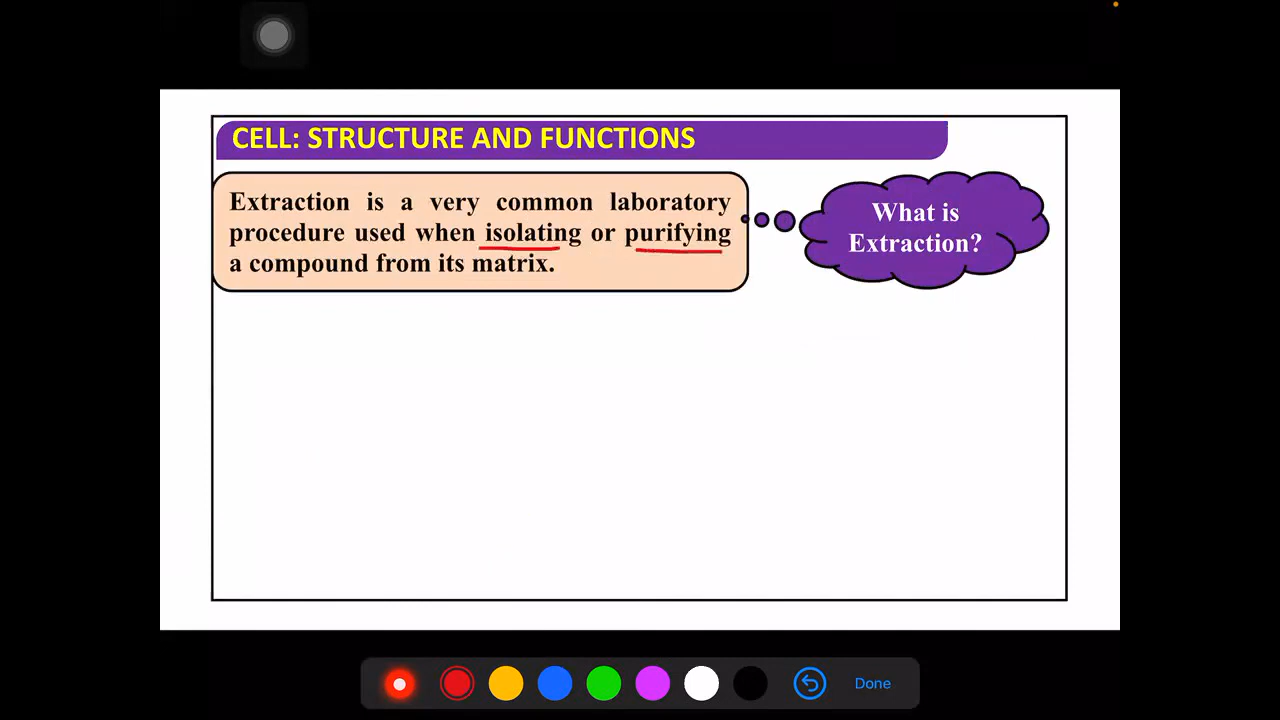 CELL: STRUCTURE AND FUNCTIONS
Extraction is a very common laboratory
procedure used when isolating or purifying
a compound from its matrix.
What is
Extraction?
Done